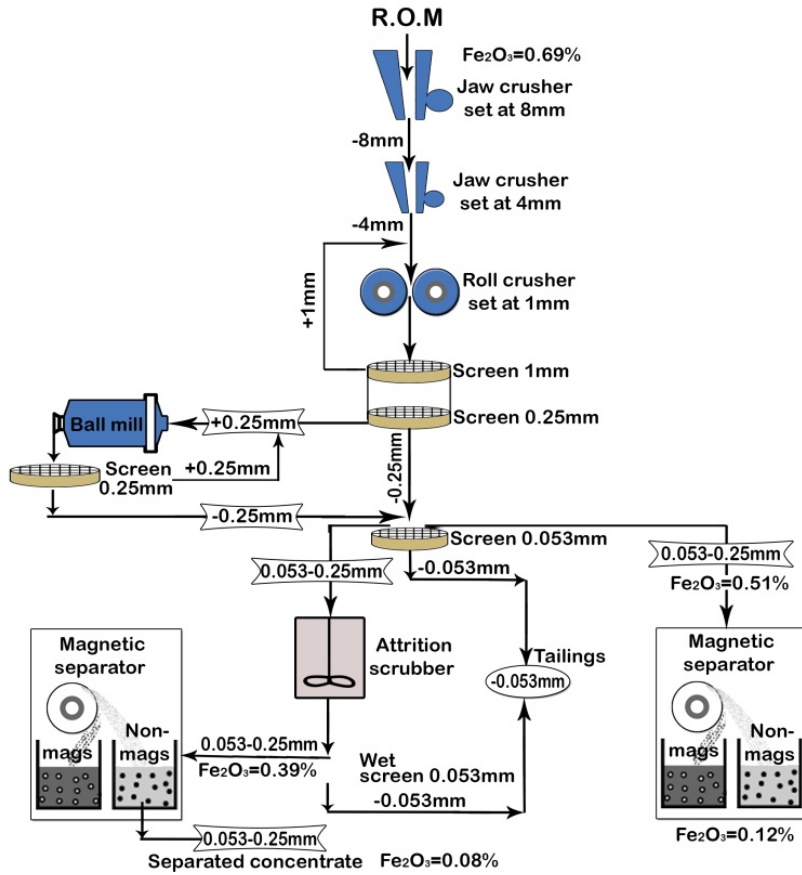 R.O.M
Fe₂O₃=0.69%
Jaw crusher
set at 8mm
-8mm
Jaw crusher
set at 4mm
-4mm
+1mm
Roll crusher
set at 1mm
Screen 1mm
Ball mill
+0.25mm
Screen 0.25mm
Screen
0.25mm
+0.25mm
-0.25mm
-0.25mm
Screen 0.053mm
0.053-0.25mm
-0.053mm
0.053-0.25mm
Fe₂O₃=0.51%
Magnetic
separator
mags
Non-
mags
Attrition
scrubber
Tailings
-0.053mm
Magnetic
separator
mags
Non-
mags
0.053-0.25mm
Fe₂O₃=0.39%
Wet
screen 0.053mm
-0.053mm
Fe₂O₃=0.12%
0.053-0.25mm
Separated concentrate Fe₂O₃=0.08%